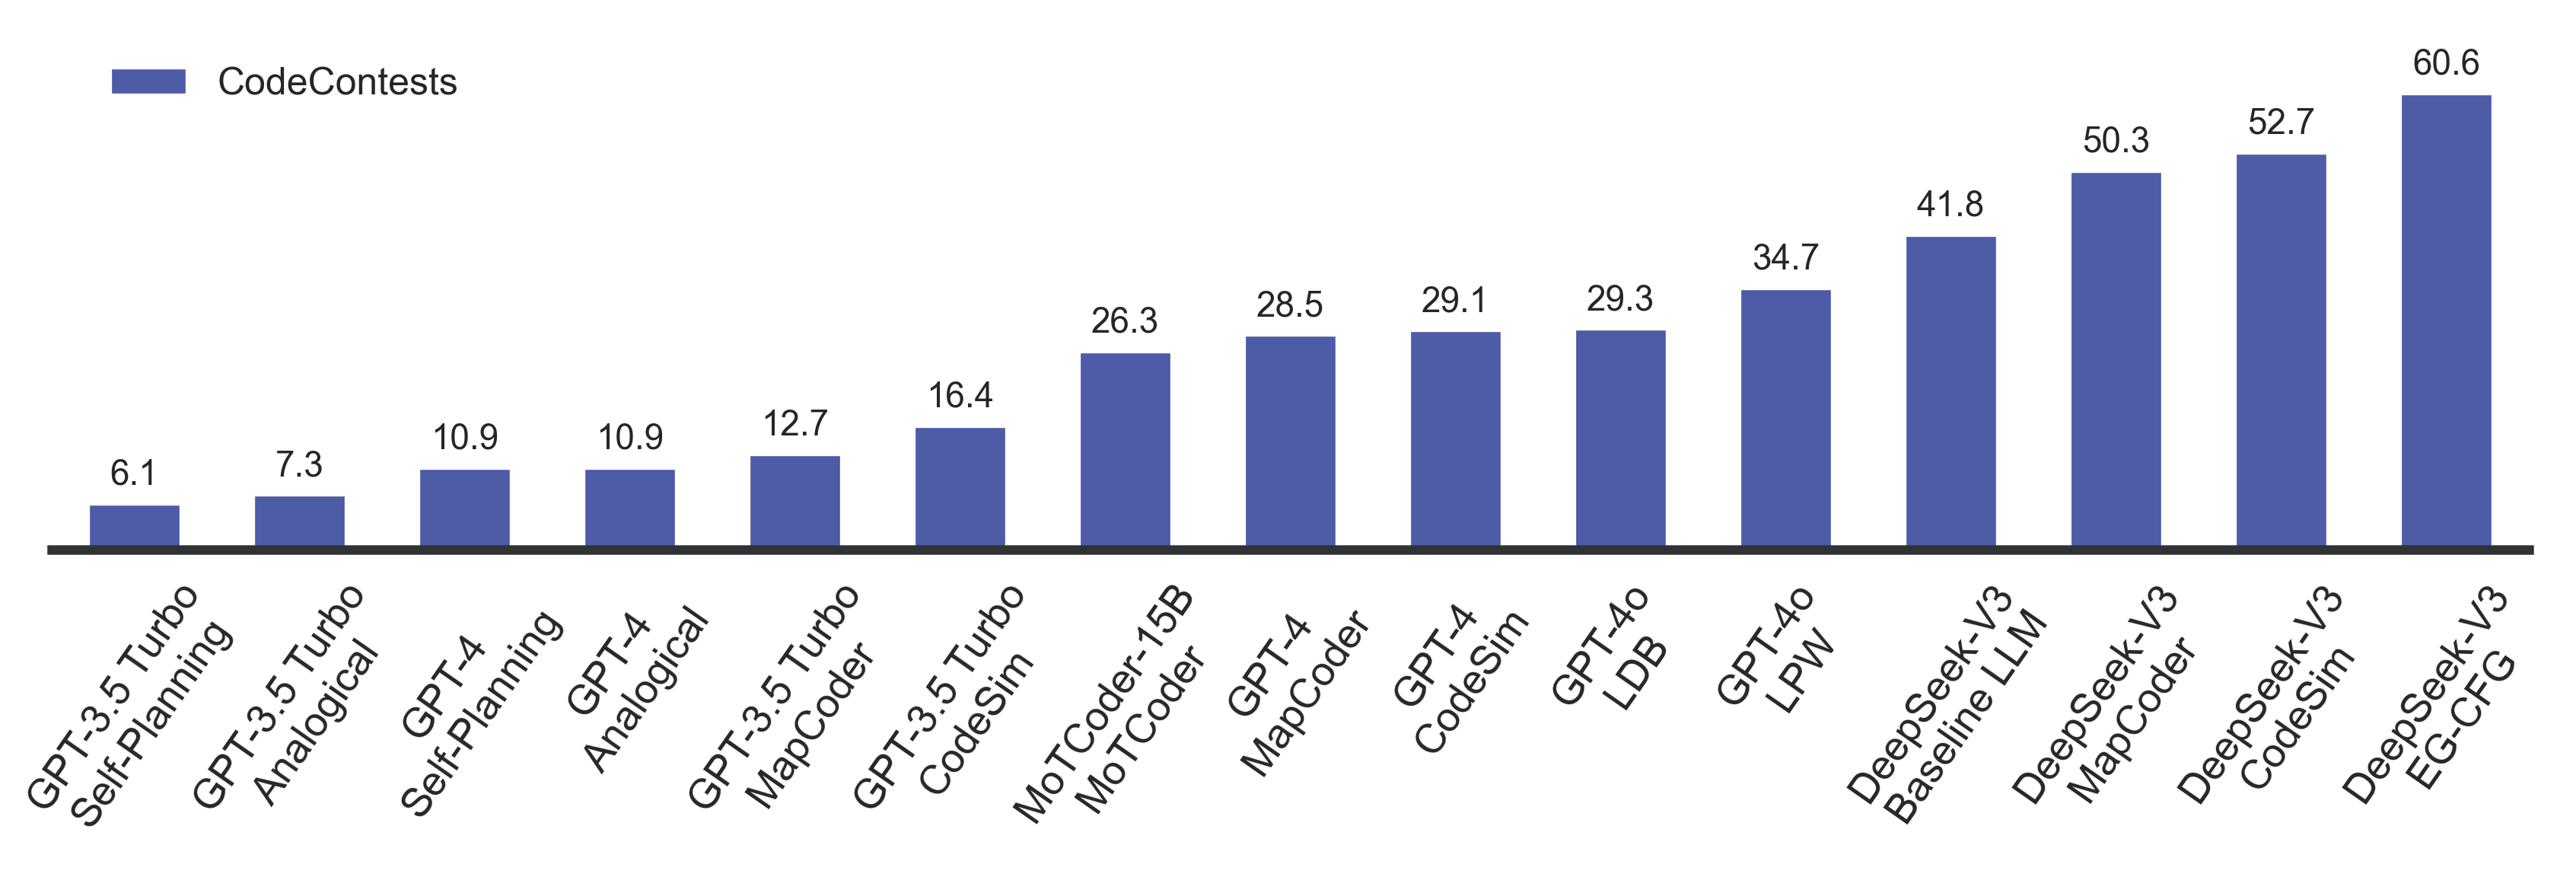 CodeContests
6.1
7.3
10.9
10.9
12.7
16.4
26.3
28.5
29.1
29.3
34.7
41.8
50.3
52.7
60.6
GPT-3.5 Turbo
Self-Planning
GPT-3.5 Turbo
Analogical
GPT-4
Self-Planning
GPT-4
Analogical
GPT-3.5 Turbo
MapCoder
GPT-3.5 Turbo
CodeSim
MoTCoder-15B
MoTCoder
GPT-4
MapCoder
GPT-4
CodeSim
GPT-4o
LDB
GPT-4o
LPW
DeepSeek-V3
Baseline LLM
DeepSeek-V3
MapCoder
DeepSeek-V3
CodeSim
DeepSeek-V3
EG-CFG